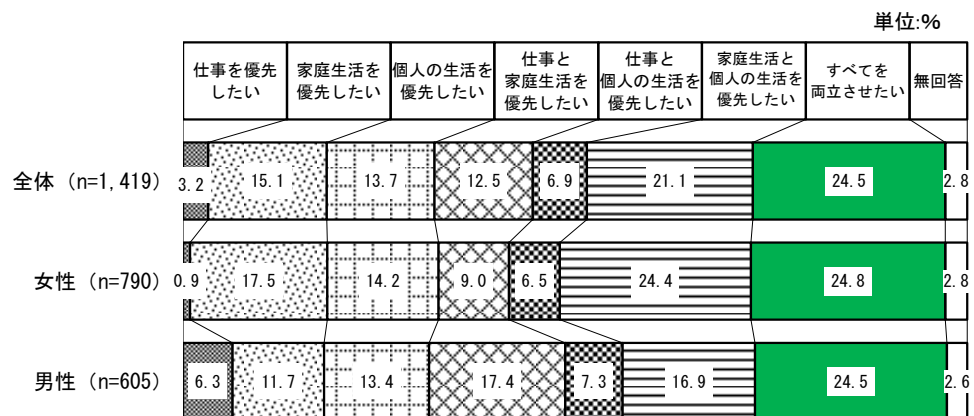 単位:%
仕事を優先
したい
家庭生活を
優先したい
個人の生活を
優先したい
仕事と
家庭生活を
優先したい
仕事と
個人の生活を
優先したい
家庭生活と
個人の生活を
優先したい
すべてを
両立させたい
無回答
全体 (n=1,419) 3.2 15.1 13.7 12.5 6.9 21.1 24.5 2.8
女性 (n=790) 0.9 17.5 14.2 9.0 6.5 24.4 24.8 2.8
男性 (n=605) 6.3 11.7 13.4 17.4 7.3 16.9 24.5 2.6